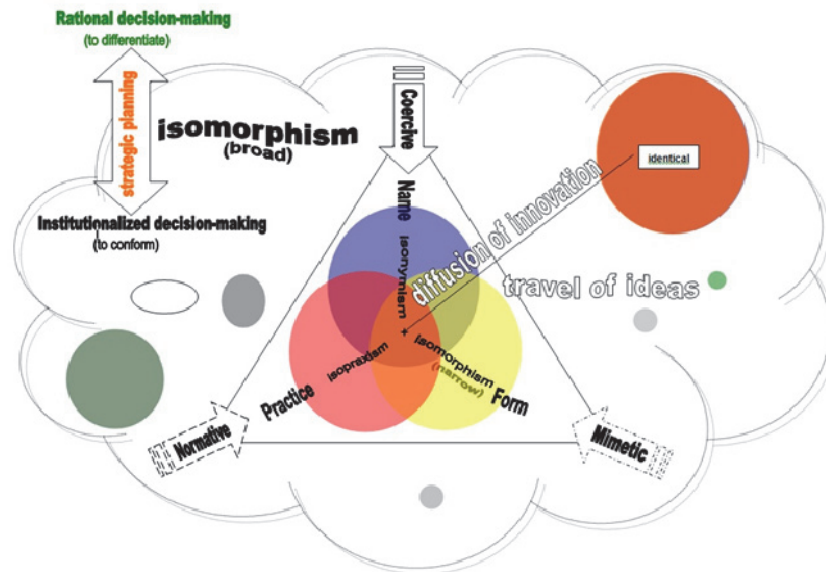 Rational decision-making
(to differentiate)
strategic planning
isomorphism
(broad)
Institutionalized decision-making
(to conform)
Coercive
Name
isonymism
diffusion of innovation
identical
travel of ideas
isopraxism
Practice
Normative
isomorphism
(narrow)
Form
Mimetic